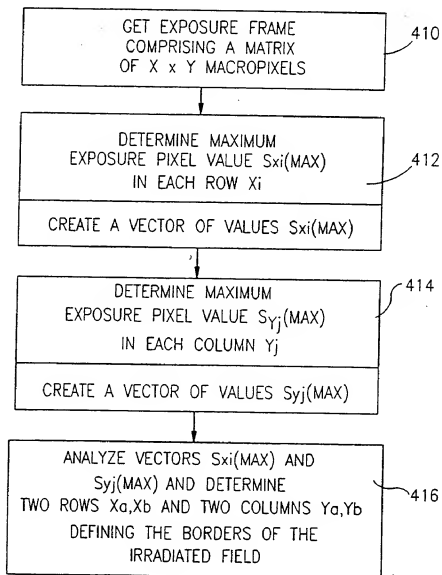 GET EXPOSURE FRAME
COMPRISING A MATRIX
OF X x Y MACROPIXELS
410
DETERMINE MAXIMUM
EXPOSURE PIXEL VALUE Sxi(MAX)
IN EACH ROW Xi
412
CREATE A VECTOR OF VALUES Sxi(MAX)
DETERMINE MAXIMUM
EXPOSURE PIXEL VALUE SYj(MAX)
IN EACH COLUMN Yj
414
CREATE A VECTOR OF VALUES Syj(MAX)
ANALYZE VECTORS Sxi(MAX) AND
Syj(MAX) AND DETERMINE
TWO ROWS Xa,Xb AND TWO COLUMNS Ya,Yb
DEFINING THE BORDERS OF THE
IRRADIATED FIELD
416